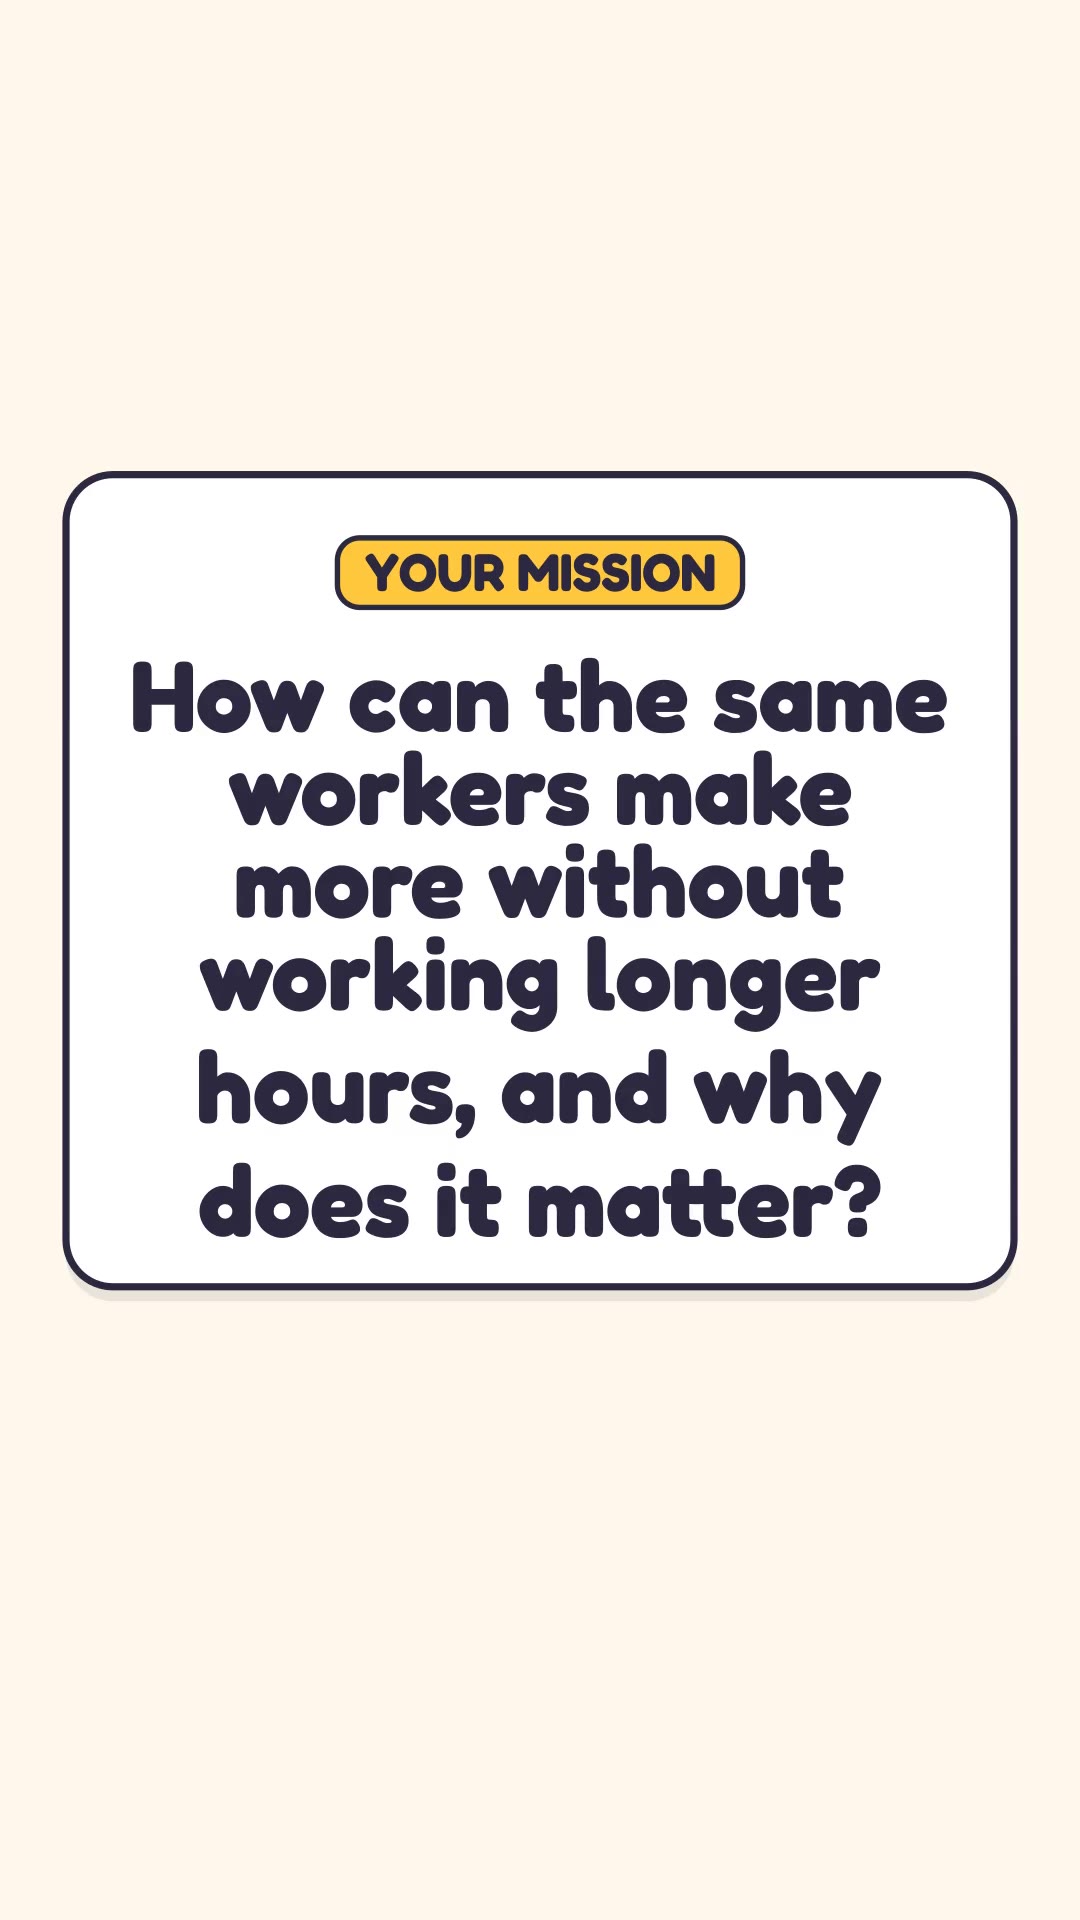 YOUR MISSION
How can the same
workers make
more without
working longer
hours, and why
does it matter?